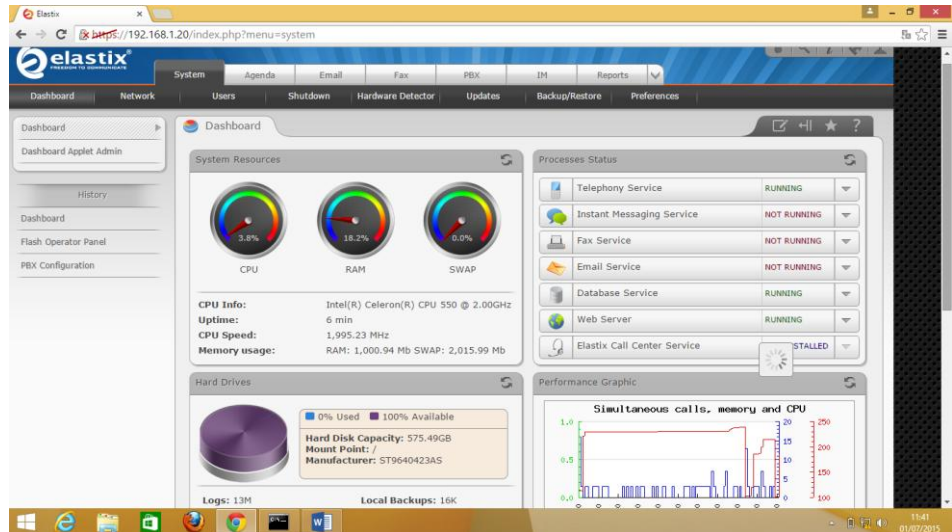 Elastix
https://192.168.1.20/index.php?menu=system
elastix
FREEDOM TO COMMUNICATE
System Agenda Email Fax PBX IM Reports
Dashboard Network Users Shutdown Hardware Detector Updates Backup/Restore Preferences
Dashboard
Dashboard Applet Admin
History
Dashboard
Flash Operator Panel
PBX Configuration
Dashboard
System Resources
3.8% 18.2% 0.0%
CPU RAM SWAP
CPU Info: Intel(R) Celeron(R) CPU 550 @ 2.00GHz
Uptime: 6 min
CPU Speed: 1,995.23 MHz
Memory usage: RAM: 1,000.94 Mb SWAP: 2,015.99 Mb
Processes Status
Telephony Service RUNNING
Instant Messaging Service NOT RUNNING
Fax Service NOT RUNNING
Email Service NOT RUNNING
Database Service RUNNING
Web Server RUNNING
Elastix Call Center Service STALLED
Hard Drives
0% Used 100% Available
Hard Disk Capacity: 575.49GB
Mount Point: /
Manufacturer: ST9640423AS
Logs: 13M Local Backups: 16K
Performance Graphic
Simultaneous calls, memory and CPU
1.0 20 250
15 200
0.5 10
5 150
0.0 0 100
11:41
01/07/2015